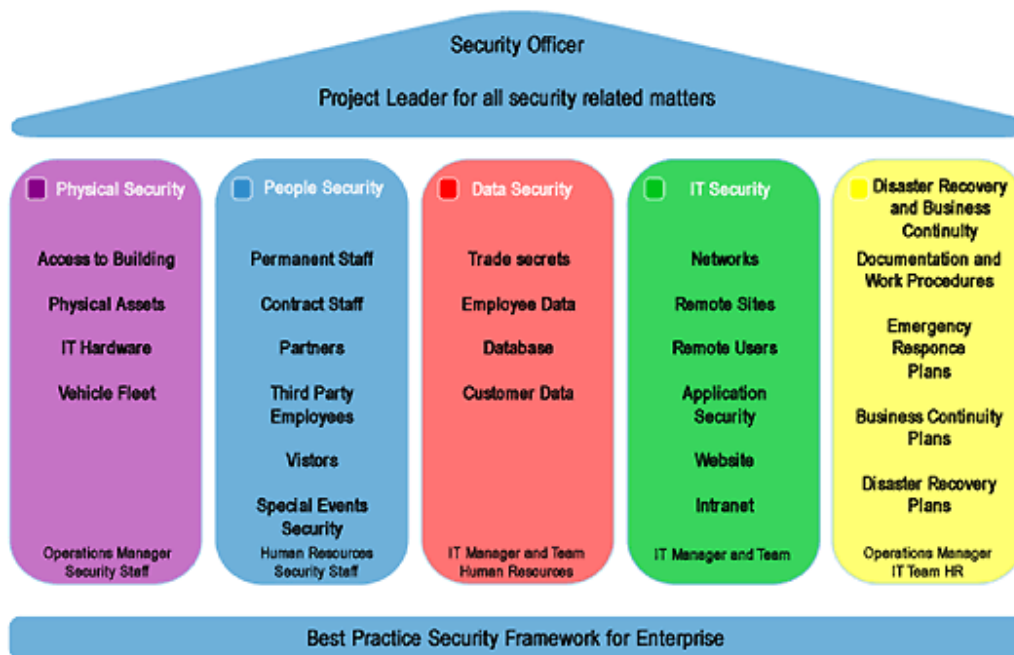 Security Officer
Project Leader for all security related matters
Physical Security
Access to Building
Physical Assets
IT Hardware
Vehicle Fleet
Operations Manager
Security Staff
People Security
Permanent Staff
Contract Staff
Partners
Third Party
Employees
Vistors
Special Events
Security
Human Resources
Security Staff
Data Security
Trade secrets
Employee Data
Database
Customer Data
IT Manager and Team
Human Resources
IT Security
Networks
Remote Sites
Remote Users
Application
Security
Website
Intranet
IT Manager and Team
Disaster Recovery
and Business
Continuity
Documentation and
Work Procedures
Emergency
Responce
Plans
Business Continuity
Plans
Disaster Recovery
Plans
Operations Manager
IT Team HR
Best Practice Security Framework for Enterprise